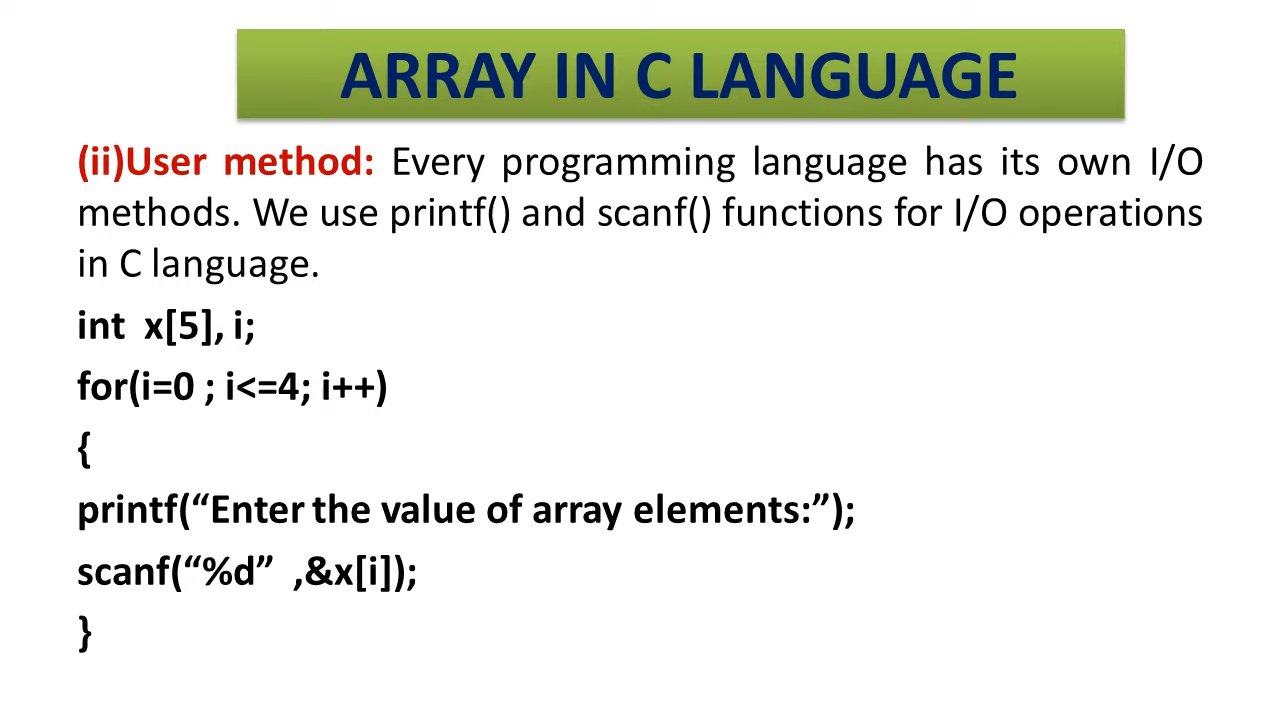 ARRAY IN C LANGUAGE
(ii)User method: Every programming language has its own I/O
methods. We use printf() and scanf() functions for I/O operations
in C language.
int x[5], i;
for(i=0 ; i<=4; i++)
{
printf(“Enter the value of array elements:”);
scanf(“%d” ,&x[i]);
}